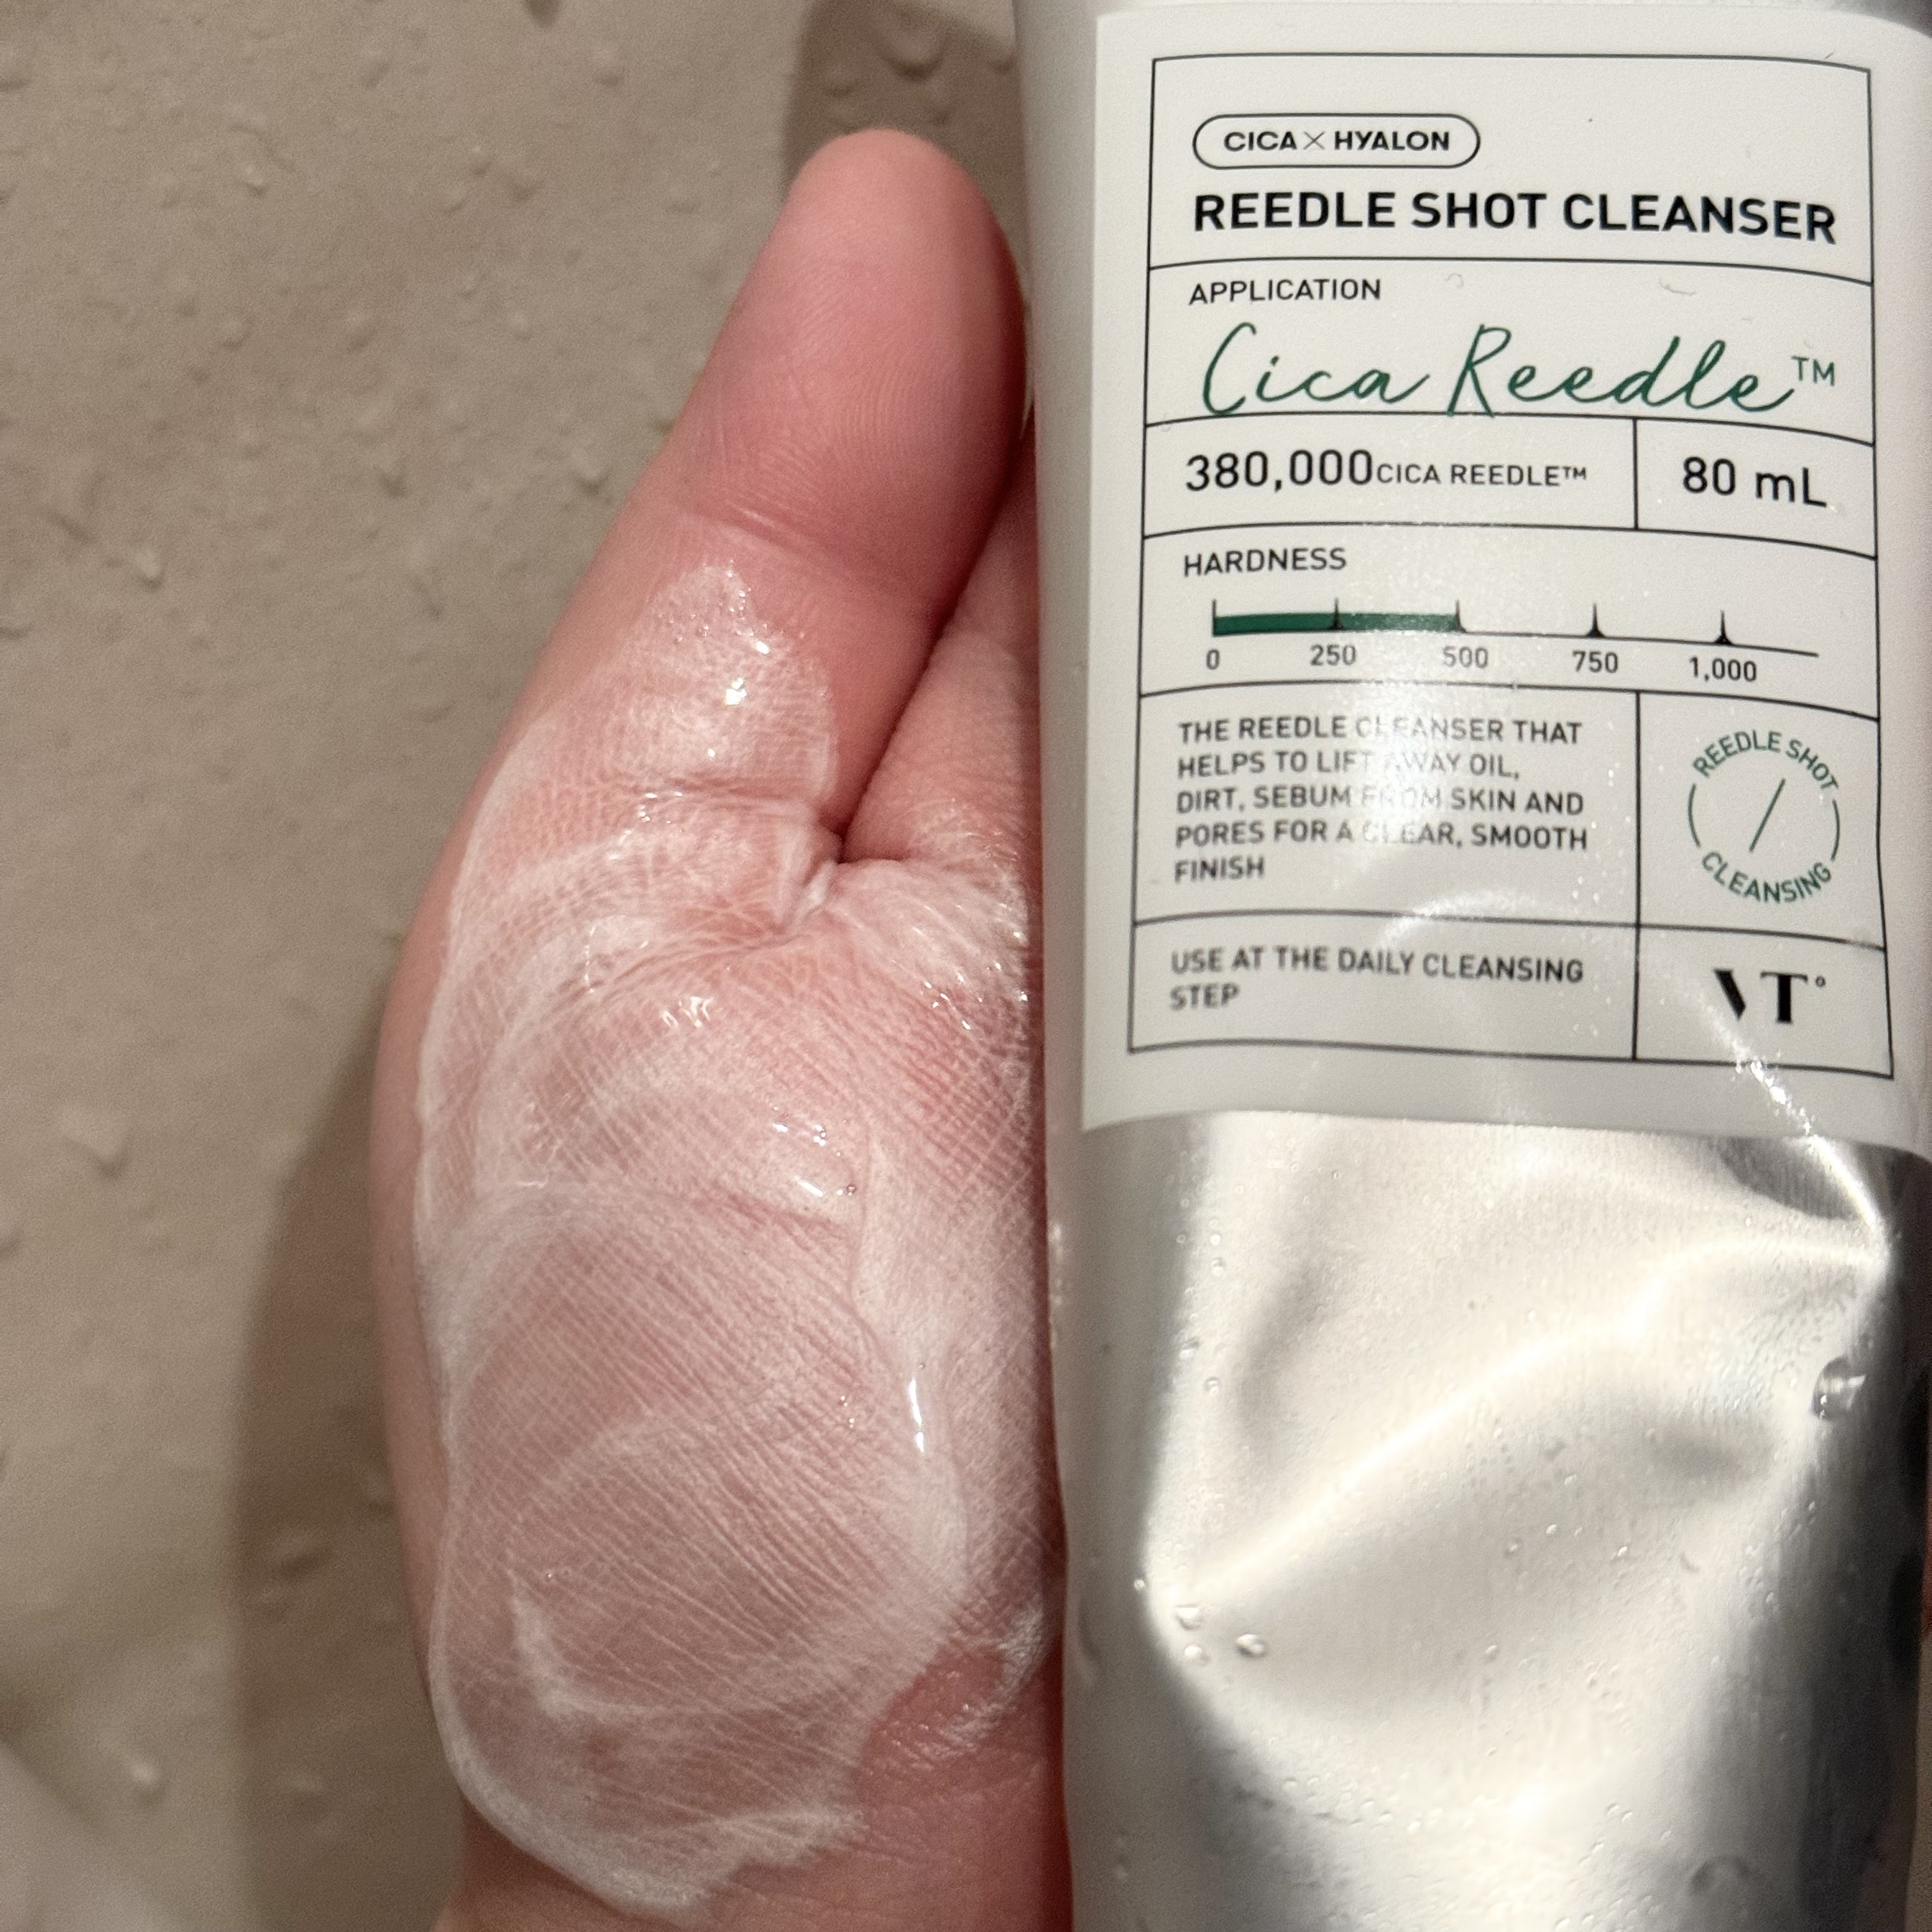 CICA × HYALON
REEDLE SHOT CLEANSER
APPLICATION
Cica Reedle™
380,000 CICA REEDLE™
80 mL
HARDNESS
0 250 500 750 1,000
THE REEDLE CLEANSER THAT
HELPS TO LIFT AWAY OIL,
DIRT, SEBUM FROM SKIN AND
PORES FOR A CLEAR, SMOOTH
FINISH
REEDLE SHOT
CLEANSING
USE AT THE DAILY CLEANSING
STEP
VT°